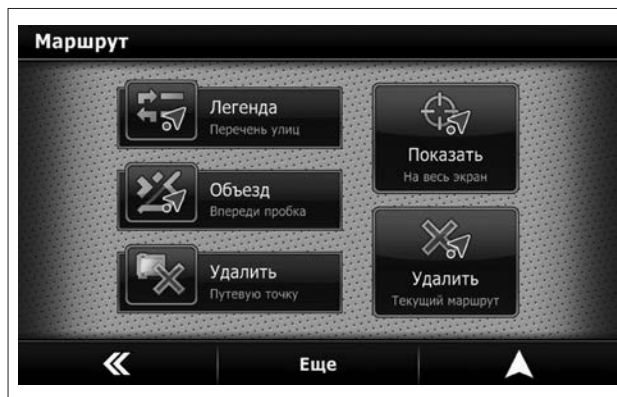 Маршрут
Легенда
Перечень улиц
Объезд
Впереди пробка
Удалить
Путевую точку
Показать
На весь экран
Удалить
Текущий маршрут
Еще